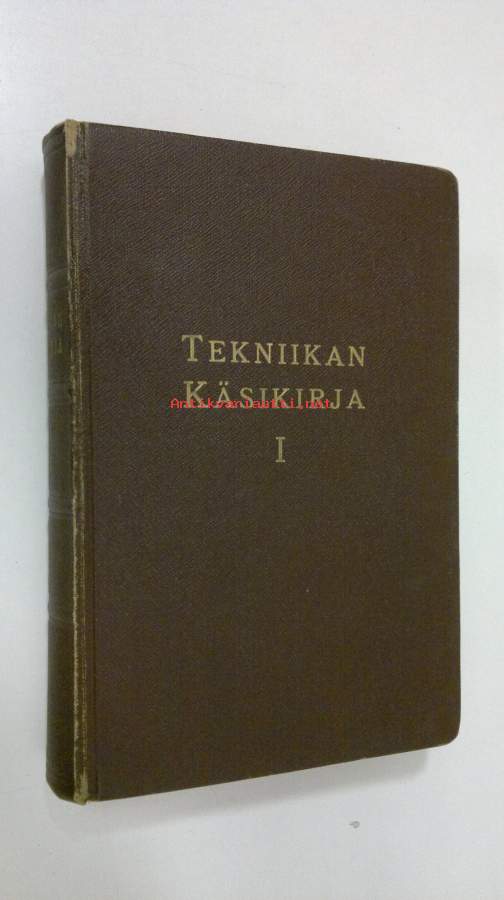 TEKNIIKAN
KÄSIKIRJA
Antikvariaatti.net
I